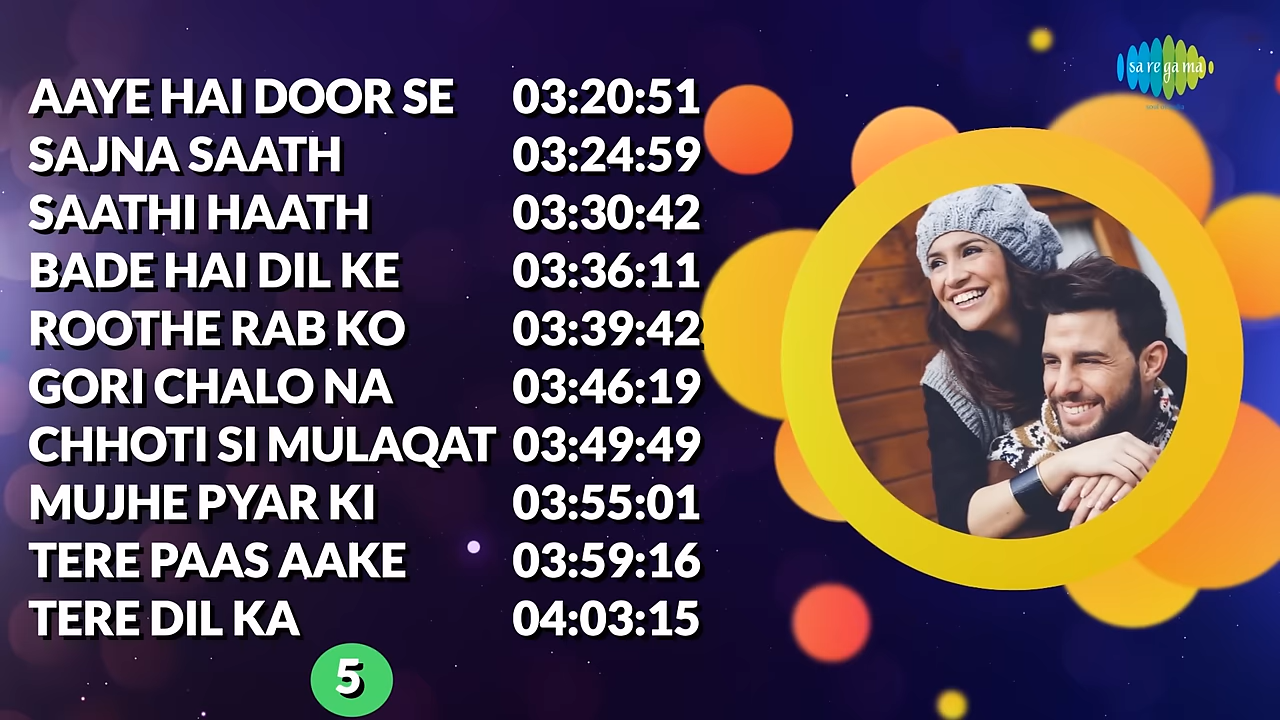 sa re ga ma
AAYE HAI DOOR SE 03:20:51
SAJNA SAATH 03:24:59
SAATHI HAATH 03:30:42
BADE HAI DIL KE 03:36:11
ROOTHE RAB KO 03:39:42
GORI CHALO NA 03:46:19
CHHOTI SI MULAQAT 03:49:49
MUJHE PYAR KI 03:55:01
TERE PAAS AAKE 03:59:16
TERE DIL KA 04:03:15
5